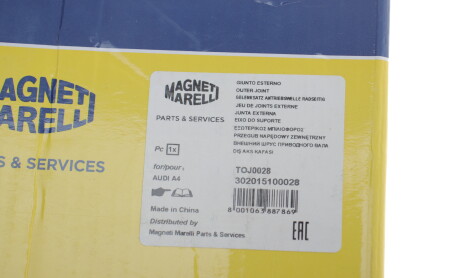 MAGNETI
MARELLI
PARTS & SERVICES
MAGNETI
MARELLI
PARTS & SERVICES
GIUNTO ESTERNO
OUTER JOINT
GELENKSATZ ANTRIEBSWELLE RADSEITIG
JEU DE JOINTS EXTERNE
JUNTA EXTERNA
EIXO DO SUPORTE
ΕΞΩΤΕΡΙΚΟΣ ΜΠΙΛΙΟΦΟΡΟΣ
PRZEGUB NAPĘDOWY ZEWNĘTRZNY
ВНЕШНИЙ ШРУС ПРИВОДНОГО ВАЛА
DIŞ AKS KAFASI
Pc 1x
for/pour:
AUDI A4
TOJ0028
302015100028
8 001063 887869
Made in China
Distributed by
Magneti Marelli Parts & Services
EAC